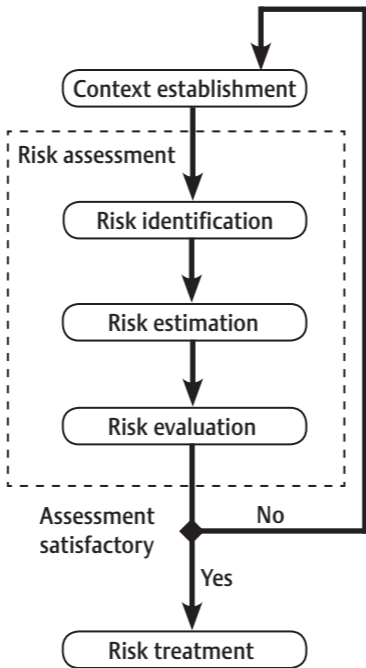 Context establishment
Risk assessment
Risk identification
Risk estimation
Risk evaluation
Assessment
satisfactory
No
Yes
Risk treatment